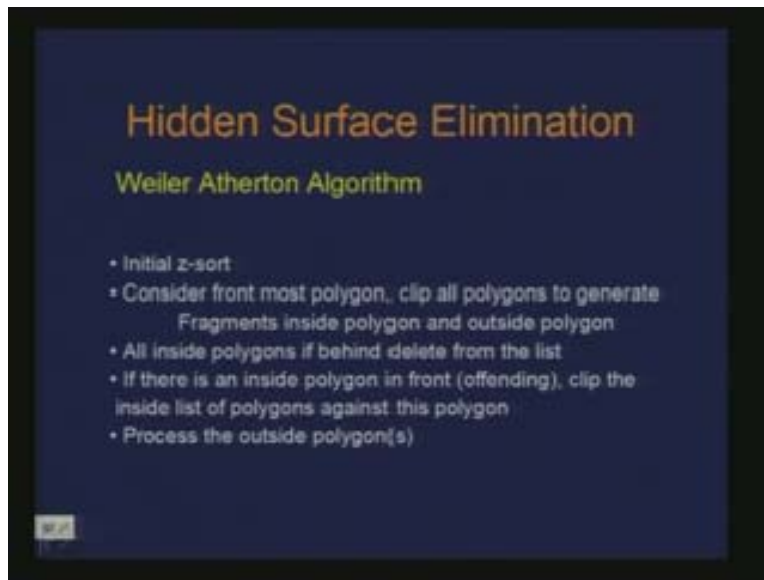 Hidden Surface Elimination
Weiler Atherton Algorithm
• Initial z-sort
• Consider front most polygon, clip all polygons to generate
Fragments inside polygon and outside polygon
• All inside polygons if behind delete from the list
• If there is an inside polygon in front (offending), clip the
inside list of polygons against this polygon
• Process the outside polygon(s)